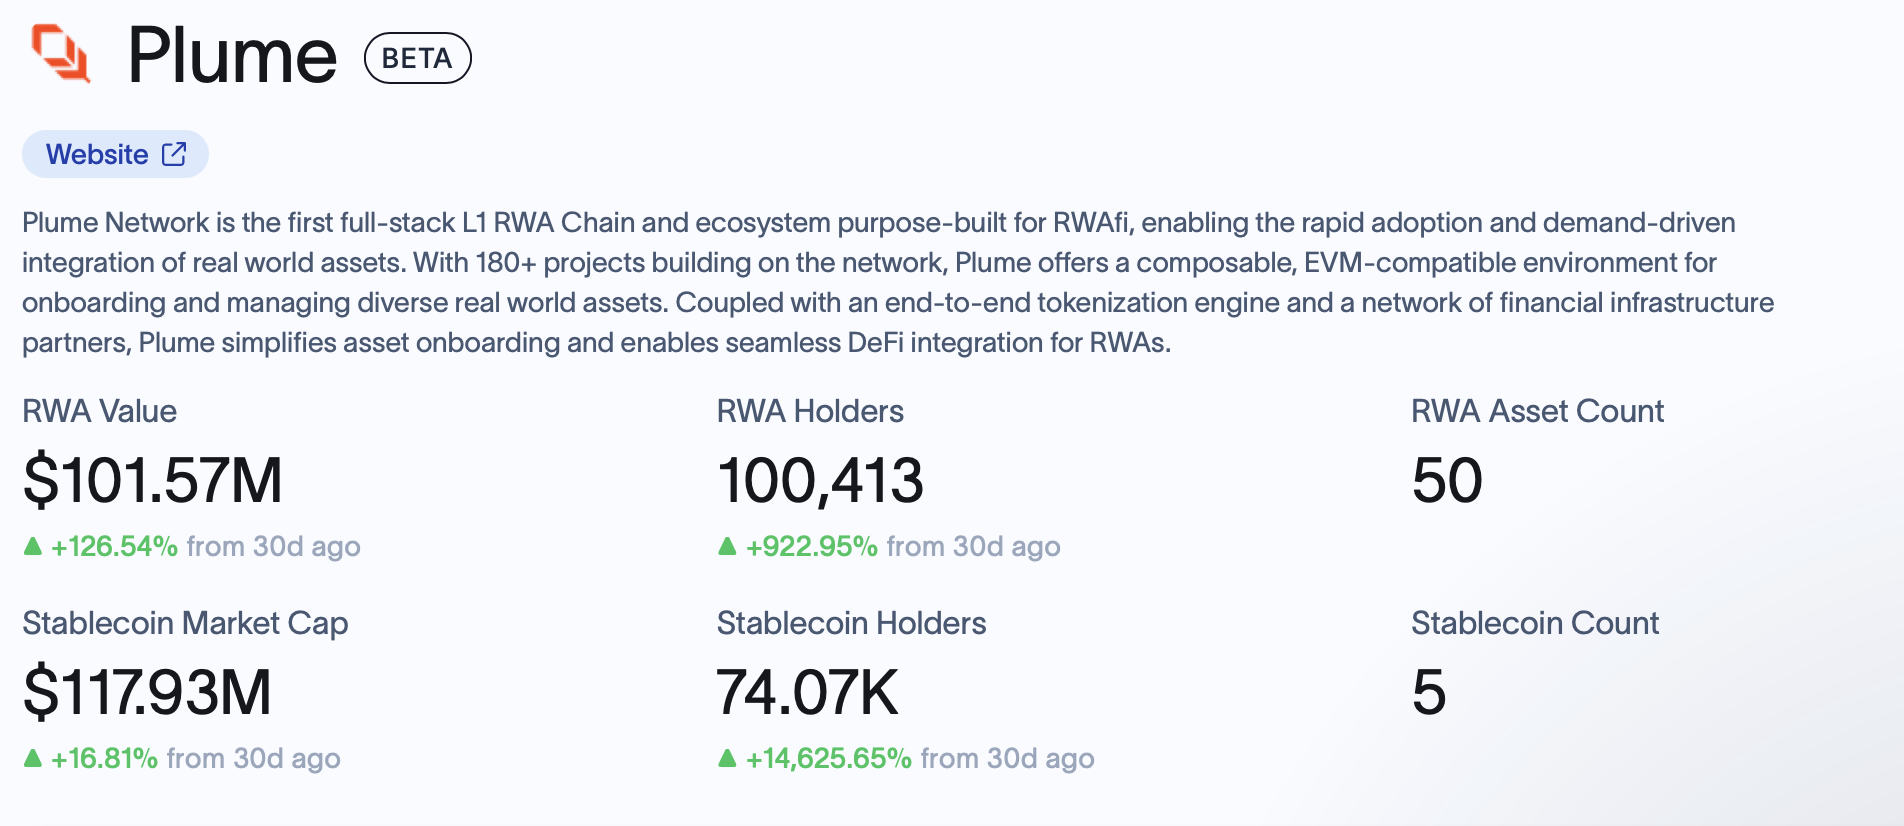 Plume BETA
Website
Plume Network is the first full-stack L1 RWA Chain and ecosystem purpose-built for RWAfi, enabling the rapid adoption and demand-driven
integration of real world assets. With 180+ projects building on the network, Plume offers a composable, EVM-compatible environment for
onboarding and managing diverse real world assets. Coupled with an end-to-end tokenization engine and a network of financial infrastructure
partners, Plume simplifies asset onboarding and enables seamless DeFi integration for RWAs.
RWA Value
$101.57M
+126.54% from 30d ago
RWA Holders
100,413
+922.95% from 30d ago
RWA Asset Count
50
Stablecoin Market Cap
$117.93M
+16.81% from 30d ago
Stablecoin Holders
74.07K
+14,625.65% from 30d ago
Stablecoin Count
5